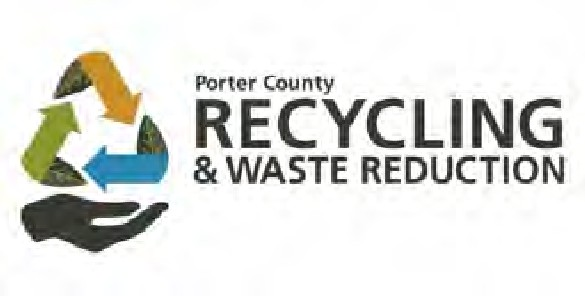 Porter County
RECYCLING
& WASTE REDUCTION